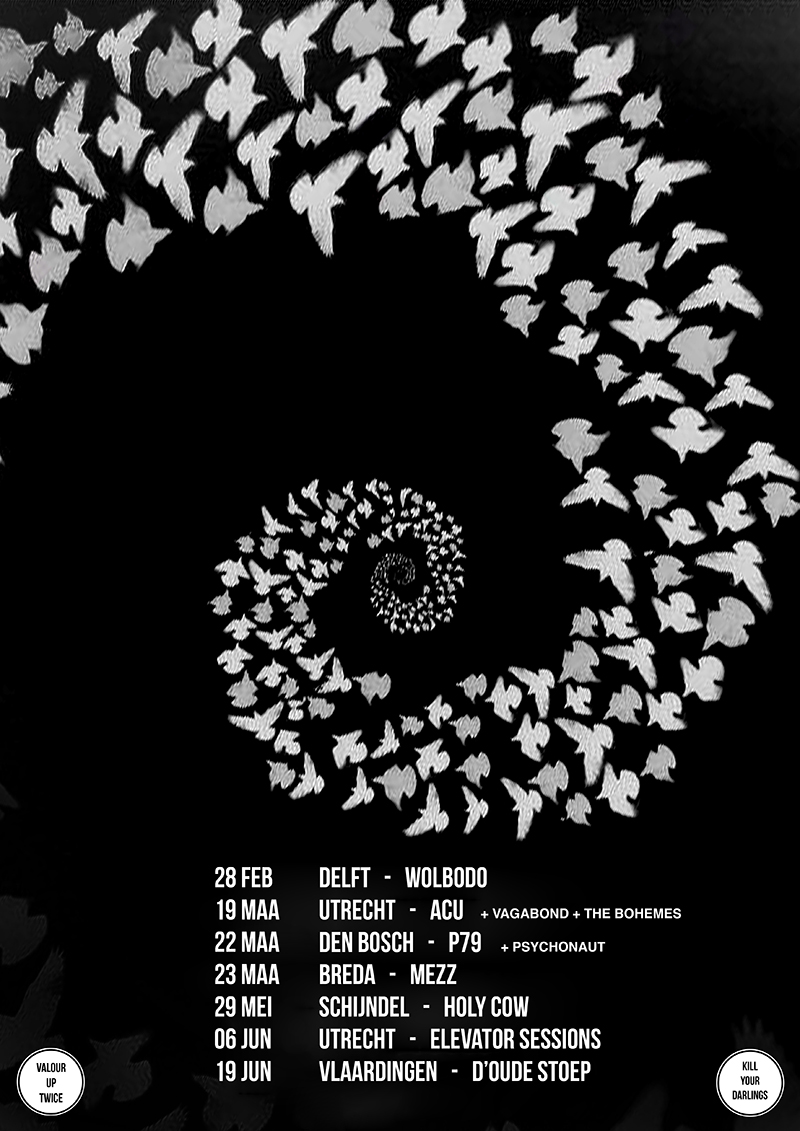 28 FEB DELFT - WOLBODO
19 MAA UTRECHT - ACU + VAGABOND + THE BOHEMES
22 MAA DEN BOSCH - P79 + PSYCHONAUT
23 MAA BREDA - MEZZ
29 MEI SCHIJNDEL - HOLY COW
06 JUN UTRECHT - ELEVATOR SESSIONS
19 JUN VLAARDINGEN - D'OUDE STOEP
VALOUR
UP
TWICE
KILL
YOUR
DARLINGS